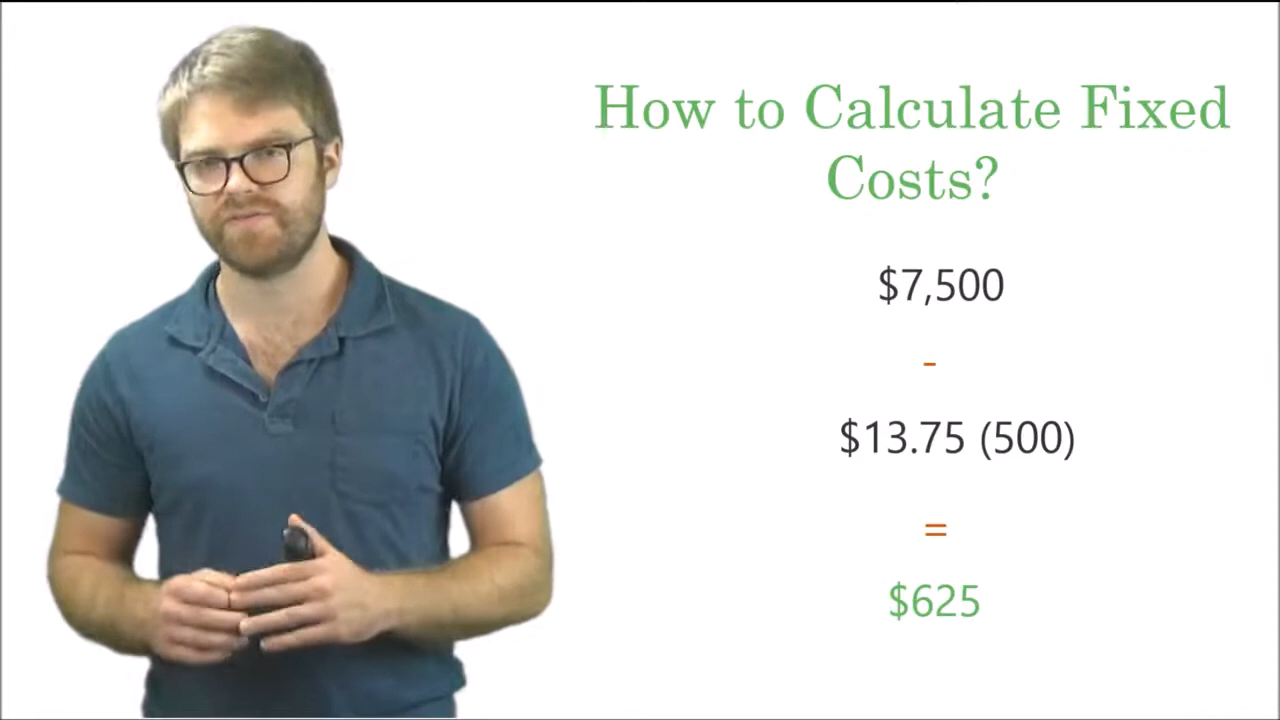 How to Calculate Fixed
Costs?
$7,500
-
$13.75 (500)
=
$625